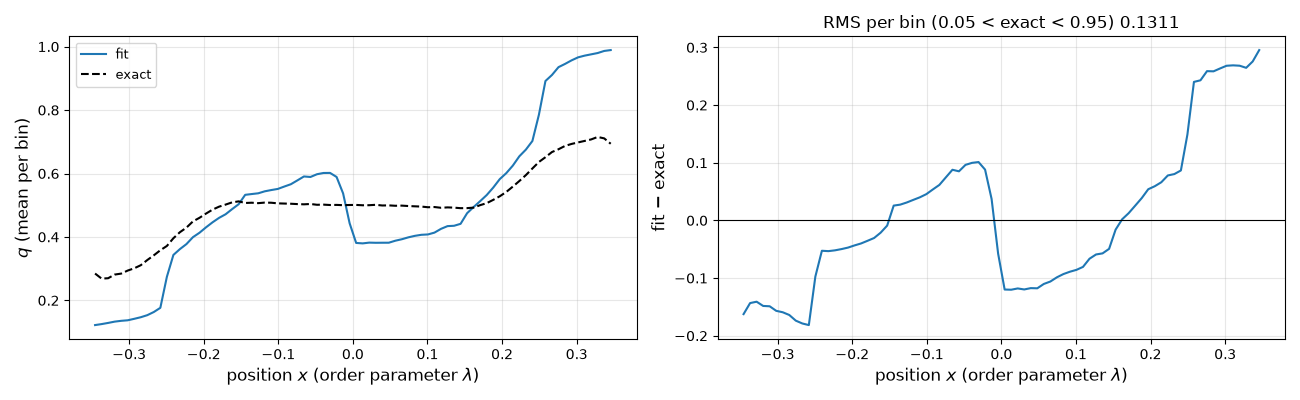 RMS per bin (0.05 < exact < 0.95) 0.1311
fit
exact
q (mean per bin)
1.0
0.8
0.6
0.4
0.2
−0.3 −0.2 −0.1 0.0 0.1 0.2 0.3
position x (order parameter λ)
fit − exact
0.3
0.2
0.1
0.0
−0.1
−0.2
−0.3 −0.2 −0.1 0.0 0.1 0.2 0.3
position x (order parameter λ)